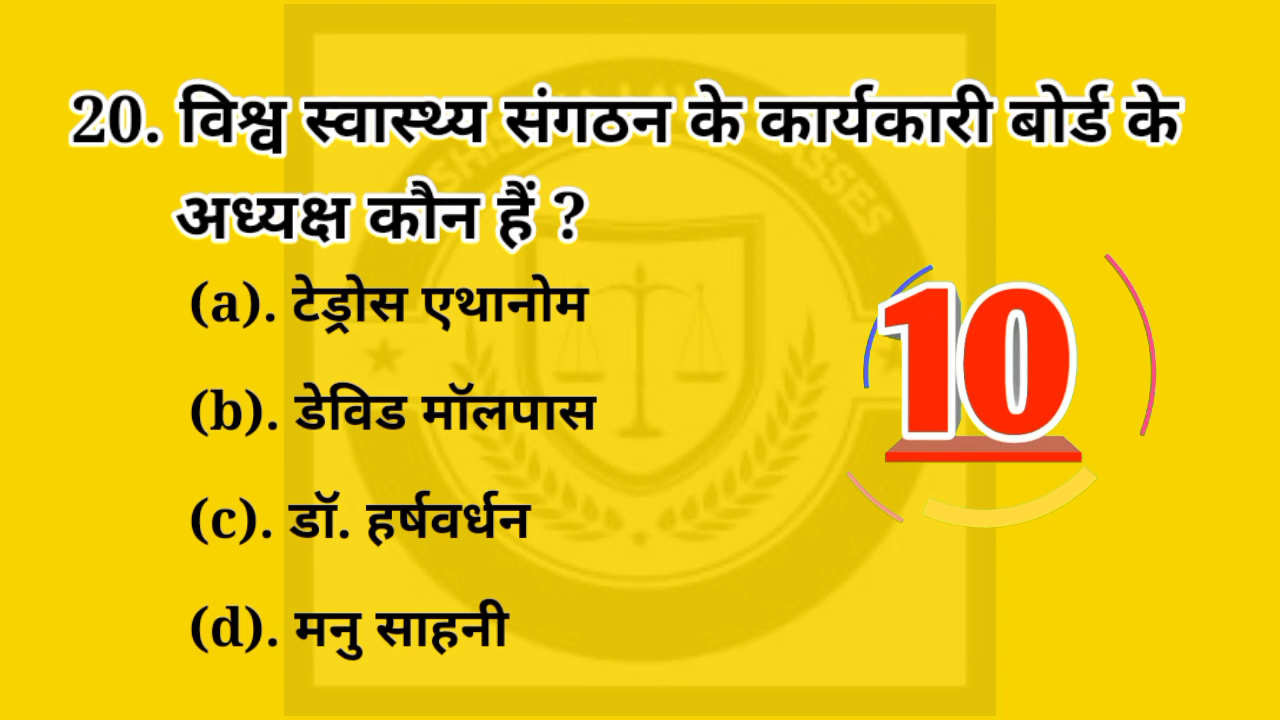 20. विश्व स्वास्थ्य संगठन के कार्यकारी बोर्ड के
अध्यक्ष कौन हैं ?
(a). टेड्रोस एथानोम
(b). डेविड मॉलपास
(c). डॉ. हर्षवर्धन
(d). मनु साहनी
10